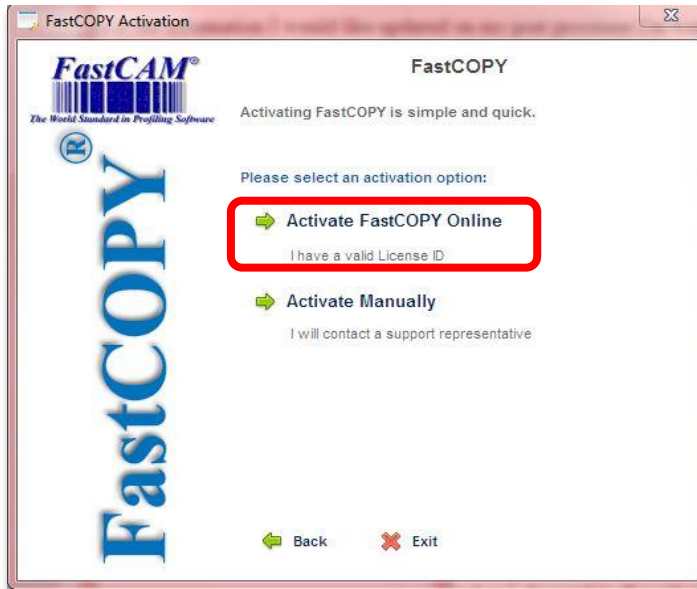 FastCOPY Activation
FastCAM®
The World Standard in Profiling Software
FastCOPY®
FastCOPY
Activating FastCOPY is simple and quick.
Please select an activation option:
Activate FastCOPY Online
I have a valid License ID
Activate Manually
I will contact a support representative
Back
Exit